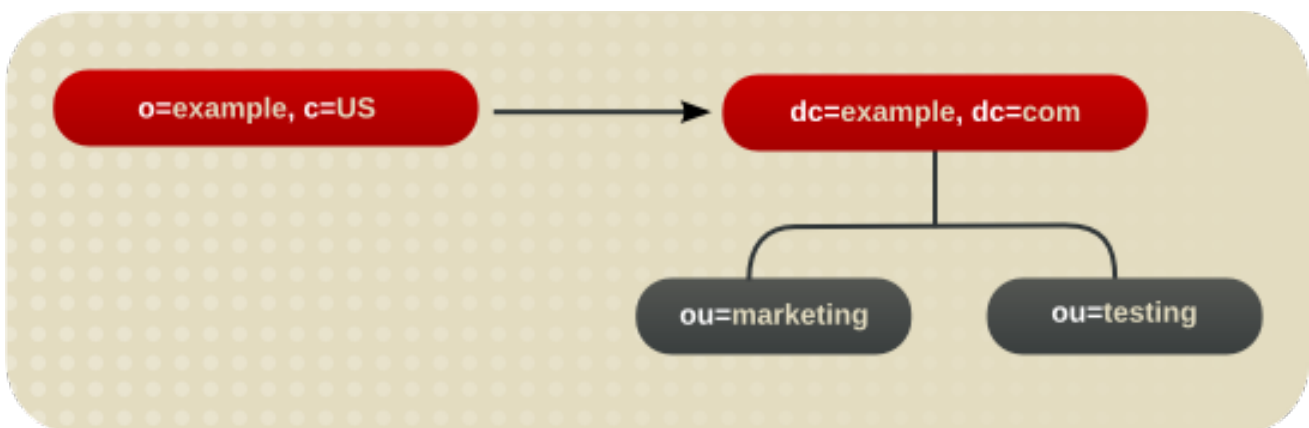 o=example, c=US
dc=example, dc=com
ou=marketing
ou=testing